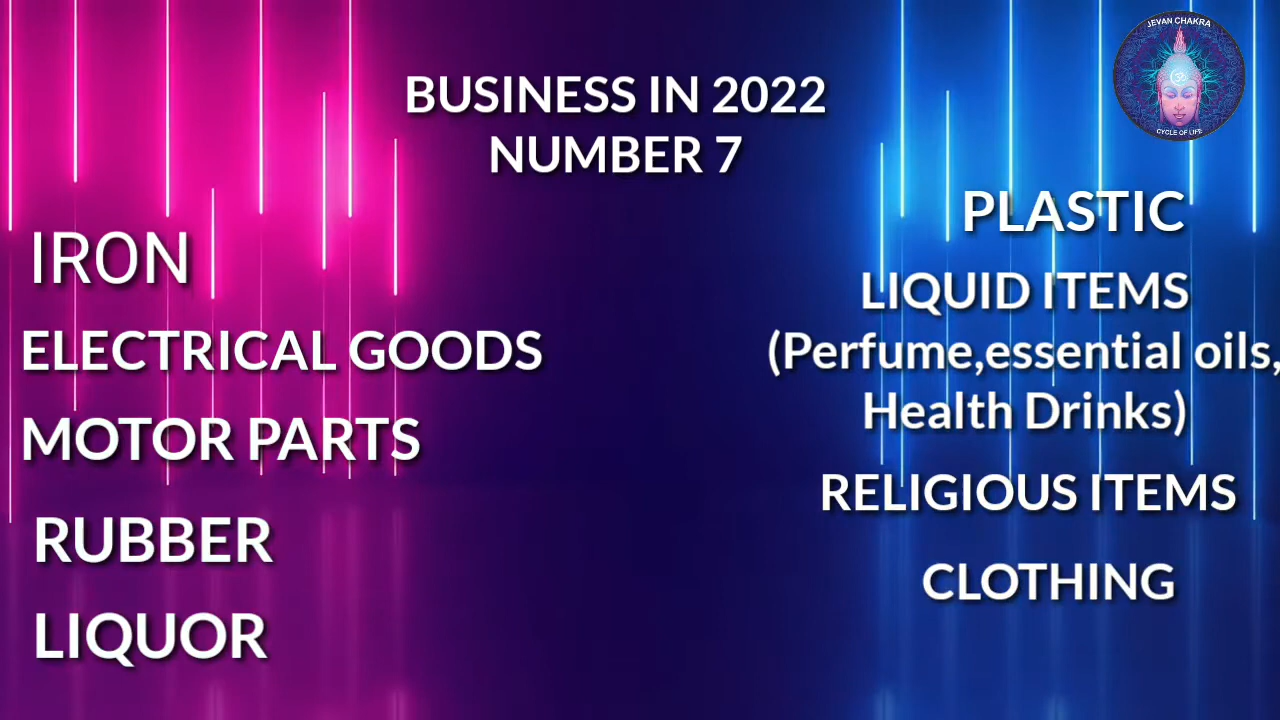 JEVAN CHAKRA
CYCLE OF LIFE
BUSINESS IN 2022
NUMBER 7
IRON
ELECTRICAL GOODS
MOTOR PARTS
RUBBER
LIQUOR
PLASTIC
LIQUID ITEMS
(Perfume,essential oils,
Health Drinks)
RELIGIOUS ITEMS
CLOTHING